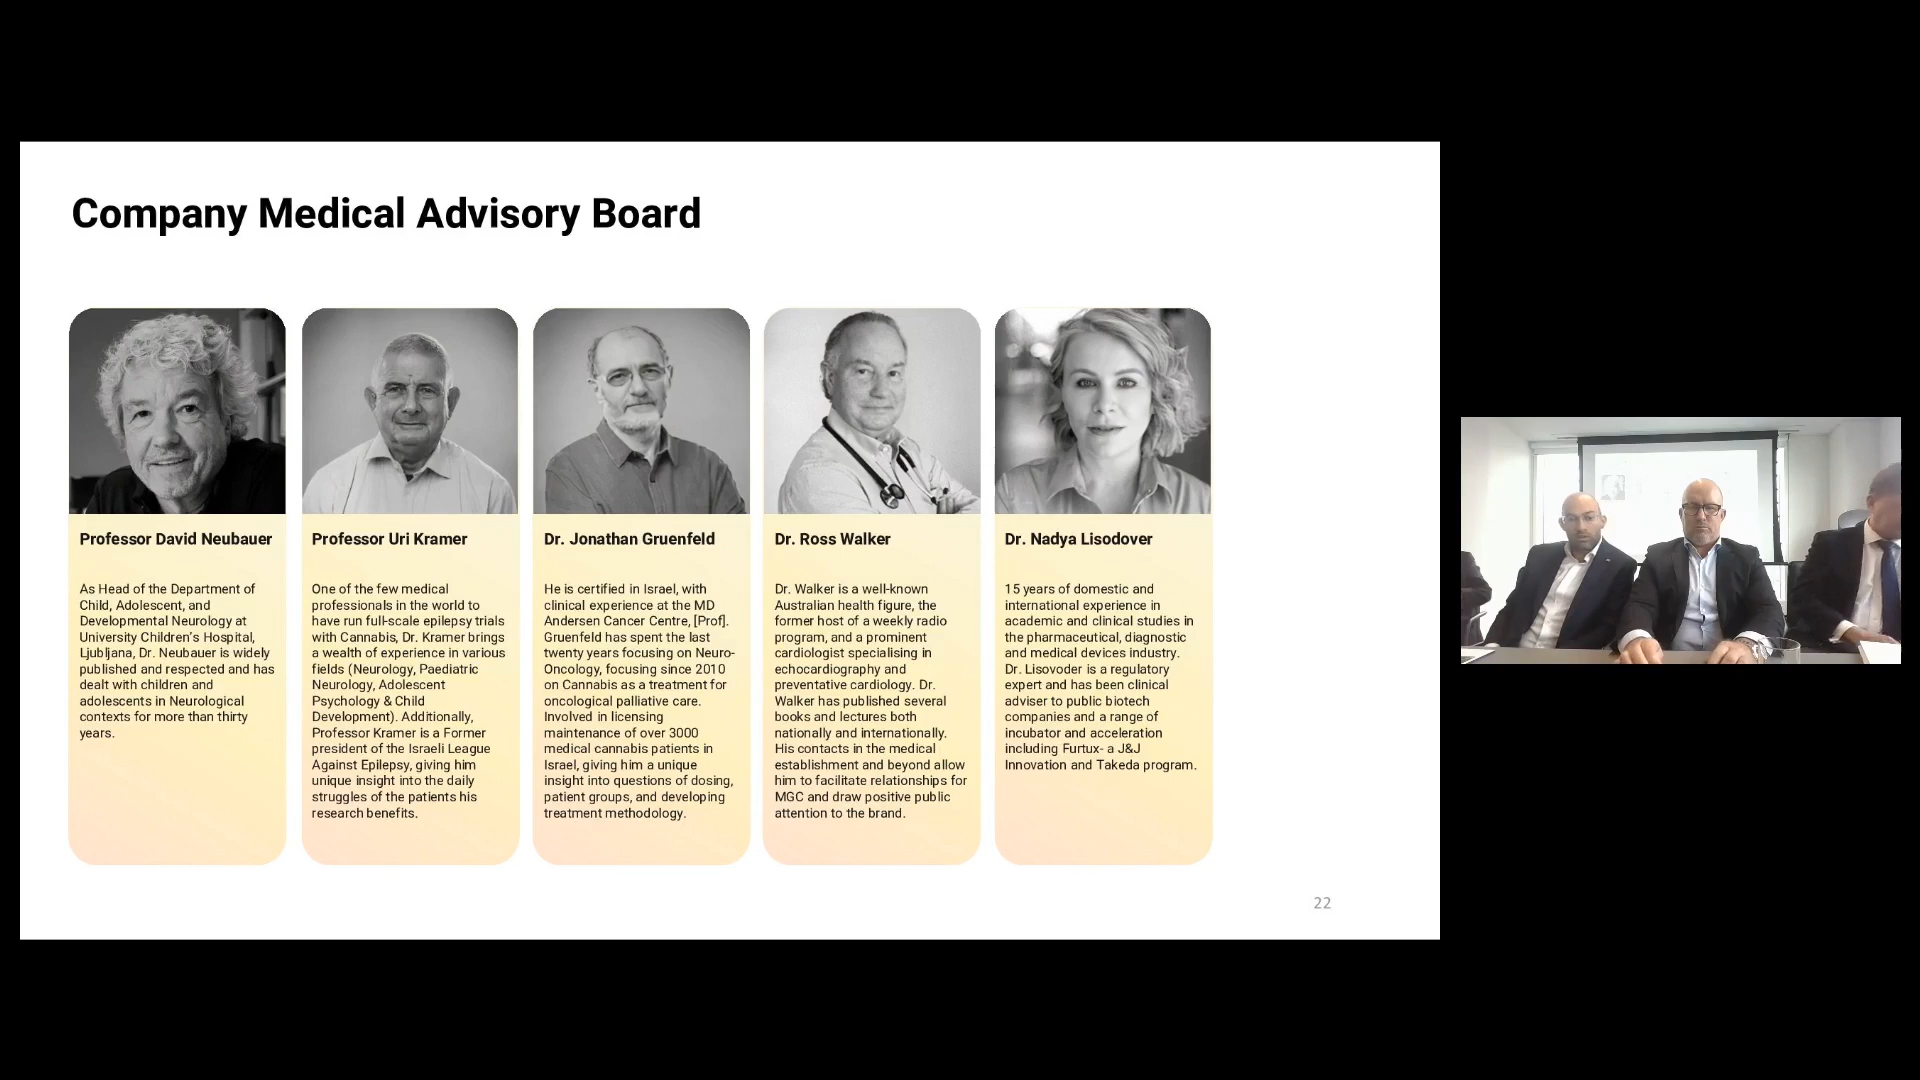 Company Medical Advisory Board
Professor David Neubauer
As Head of the Department of
Child, Adolescent, and
Developmental Neurology at
University Children's Hospital,
Ljubljana, Dr. Neubauer is widely
published and respected and has
dealt with children and
adolescents in Neurological
contexts for more than thirty
years.
Professor Uri Kramer
One of the few medical
professionals in the world to
have run full-scale epilepsy trials
with Cannabis, Dr. Kramer brings
a wealth of experience in various
fields (Neurology, Paediatric
Neurology, Adolescent
Psychology & Child
Development). Additionally,
Professor Kramer is a Former
president of the Israeli League
Against Epilepsy, giving him
unique insight into the daily
struggles of the patients his
research benefits.
Dr. Jonathan Gruenfeld
He is certified in Israel, with
clinical experience at the MD
Andersen Cancer Centre, [Prof].
Gruenfeld has spent the last
twenty years focusing on Neuro-
Oncology, focusing since 2010
on Cannabis as a treatment for
oncological palliative care.
Involved in licensing
maintenance of over 3000
medical cannabis patients in
Israel, giving him a unique
insight into questions of dosing,
patient groups, and developing
treatment methodology.
Dr. Ross Walker
Dr. Walker is a well-known
Australian health figure, the
former host of a weekly radio
program, and a prominent
cardiologist specialising in
echocardiography and
preventative cardiology. Dr.
Walker has published several
books and lectures both
nationally and internationally.
His contacts in the medical
establishment and beyond allow
him to facilitate relationships for
MGC and draw positive public
attention to the brand.
Dr. Nadya Lisodover
15 years of domestic and
international experience in
academic and clinical studies in
the pharmaceutical, diagnostic
and medical devices industry.
Dr. Lisovoder is a regulatory
expert and has been clinical
adviser to public biotech
companies and a range of
incubator and acceleration
including Furtux- a J&J
Innovation and Takeda program.
22